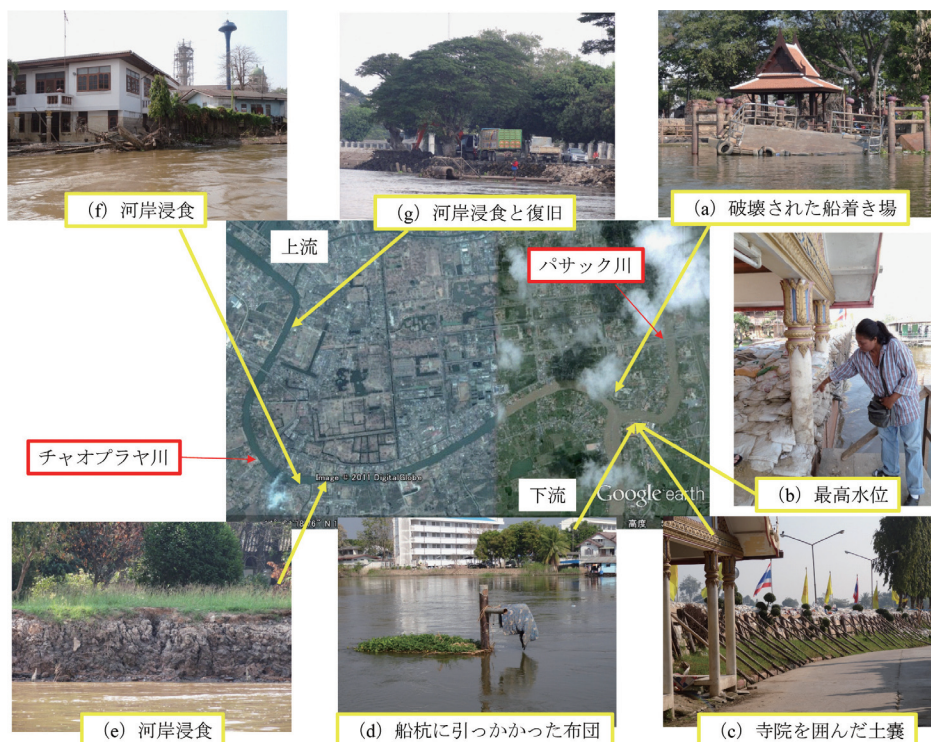 (f) 河岸浸食
(g) 河岸浸食と復旧
(a) 破壊された船着き場
上流
パサック川
チャオプラヤ川
Image © 2011 DigitalGlobe
下流
Google earth
(b) 最高水位
高度
(e) 河岸浸食
(d) 船杭に引っかかった布団
(c) 寺院を囲んだ土嚢